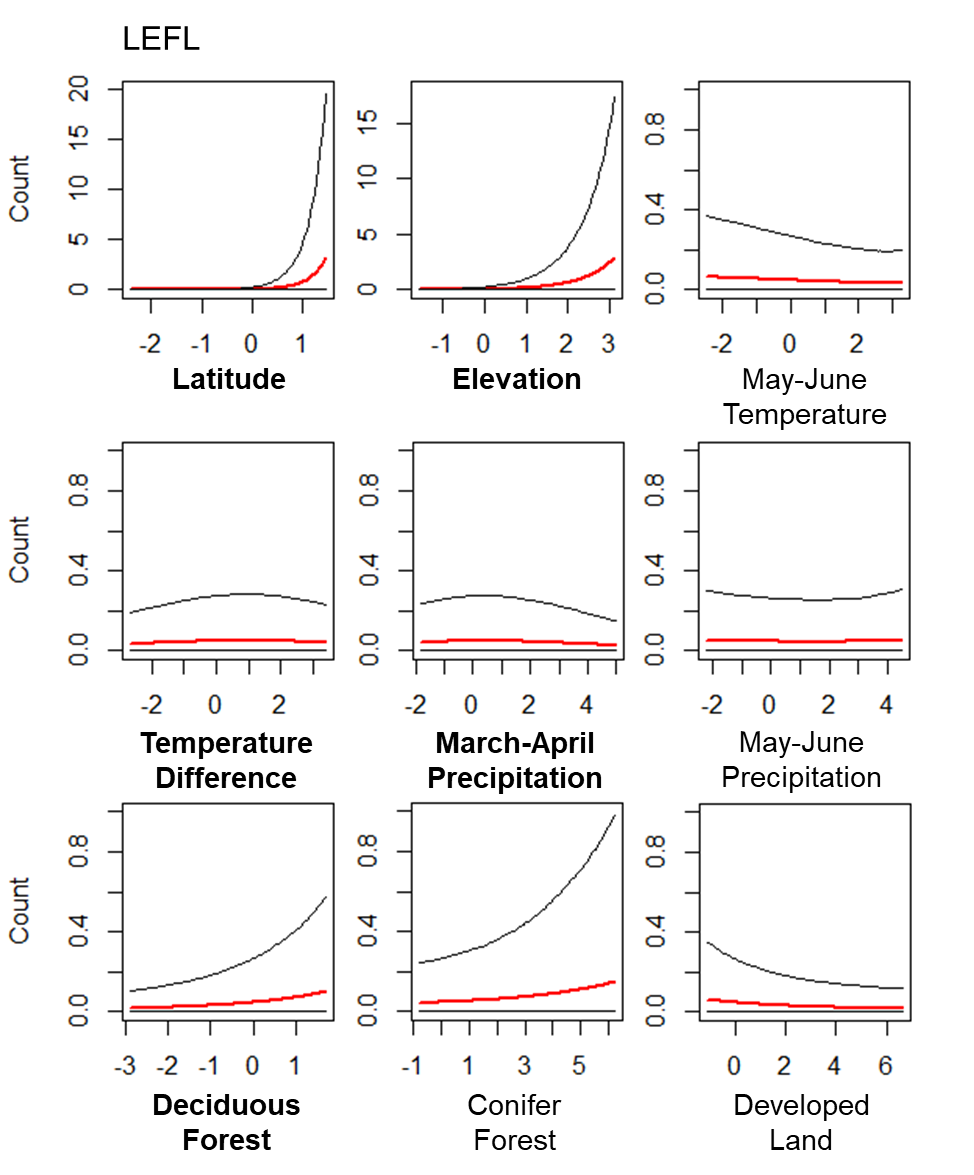 LEFL
Count
20
15
10
5
0
-2 -1 0 1
Latitude
15
10
5
0
-1 0 1 2 3
Elevation
0.8
0.4
0.0
-2 0 2
May-June
Temperature
Count
0.8
0.4
0.0
-2 0 2
Temperature
Difference
0.8
0.4
0.0
-2 0 2 4
March-April
Precipitation
0.8
0.4
0.0
-2 0 2 4
May-June
Precipitation
Count
0.8
0.4
0.0
-3 -2 -1 0 1
Deciduous
Forest
0.8
0.4
0.0
-1 1 3 5
Conifer
Forest
0.8
0.4
0.0
0 2 4 6
Developed
Land